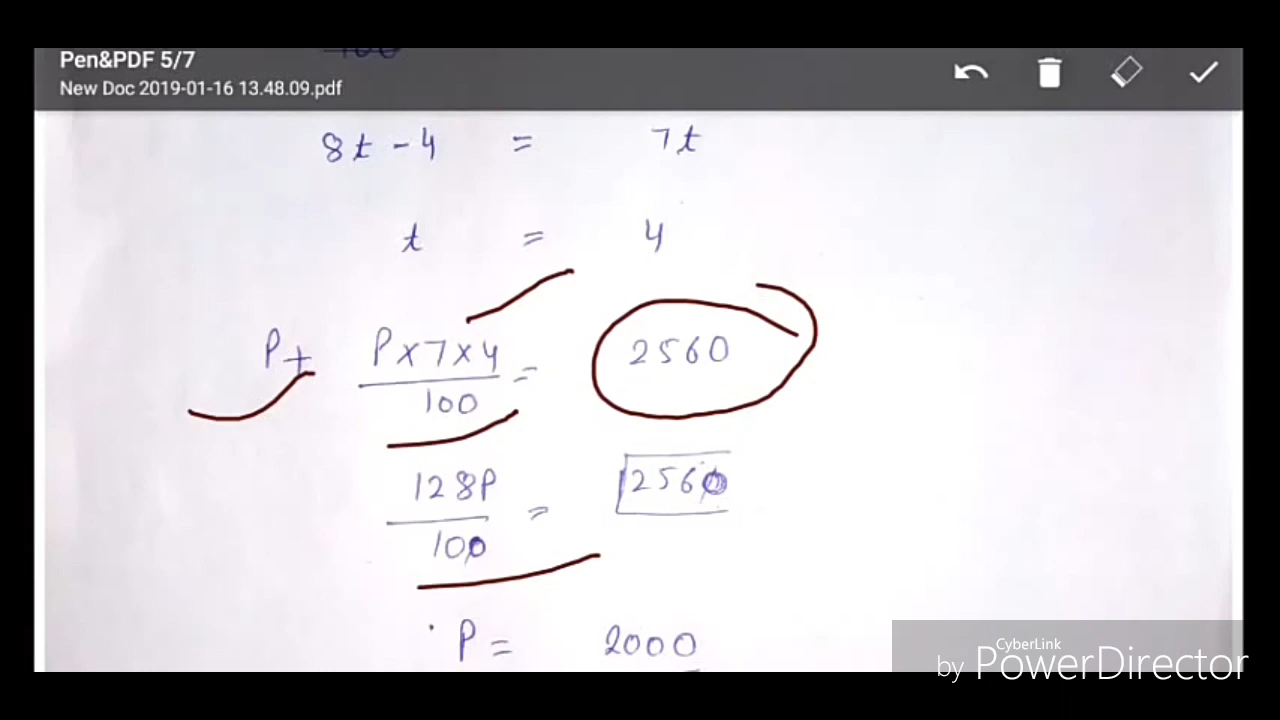 Pen&PDF 5/7
New Doc 2019-01-16 13.48.09.pdf
100
8t - 4 = 7t
t = 4
P + P x 7 x 4 / 100 = 2560
128P / 100 = 2560
P = 2000
CyberLink
by PowerDirector